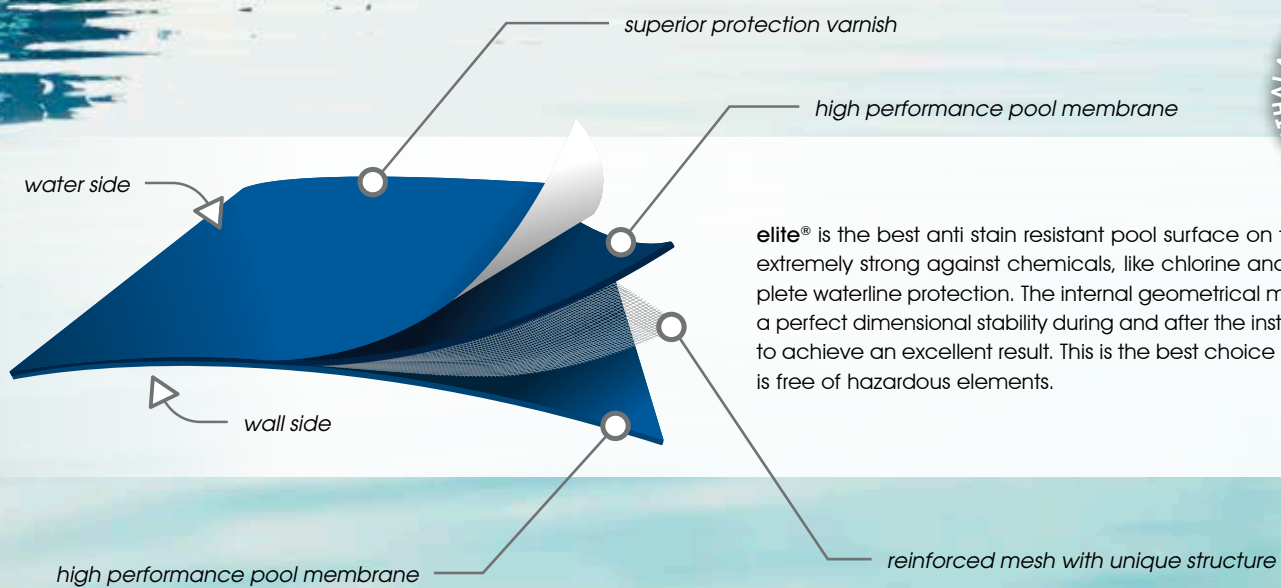 superior protection varnish
high performance pool membrane
water side
elite® is the best anti stain resistant pool surface on
extremely strong against chemicals, like chlorine and
plete waterline protection. The internal geometrical
a perfect dimensional stability during and after the
to achieve an excellent result. This is the best choice
is free of hazardous elements.
wall side
reinforced mesh with unique structure
high performance pool membrane